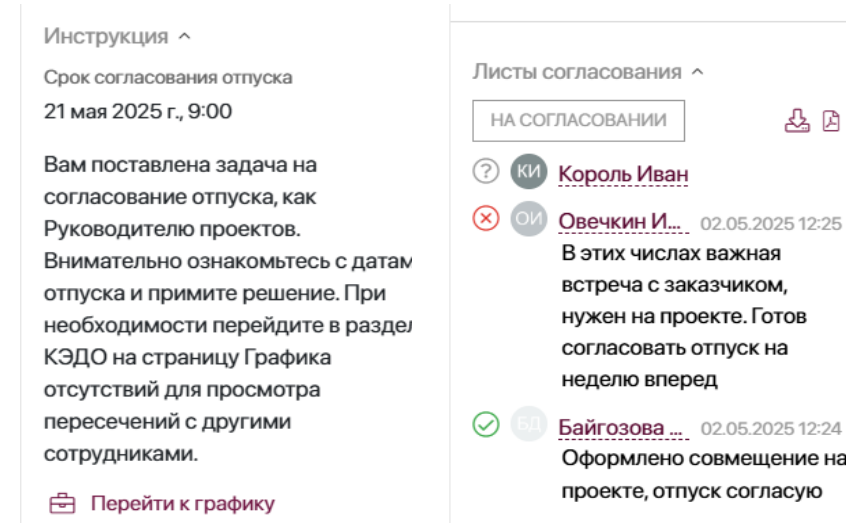 Инструкция
Срок согласования отпуска
21 мая 2025 г., 9:00
Вам поставлена задача на
согласование отпуска, как
Руководителю проектов.
Внимательно ознакомьтесь с датам
отпуска и примите решение. При
необходимости перейдите в раздел
КЭДО на страницу Графика
отсутствий для просмотра
пересечений с другими
сотрудниками.
Перейти к графику
Листы согласования
НА СОГЛАСОВАНИИ
КИ Король Иван
ОИ Овечкин И... 02.05.2025 12:25
В этих числах важная
встреча с заказчиком,
нужен на проекте. Готов
согласовать отпуск на
неделю вперед
БД Байгозова ... 02.05.2025 12:24
Оформлено совмещение на
проекте, отпуск согласую